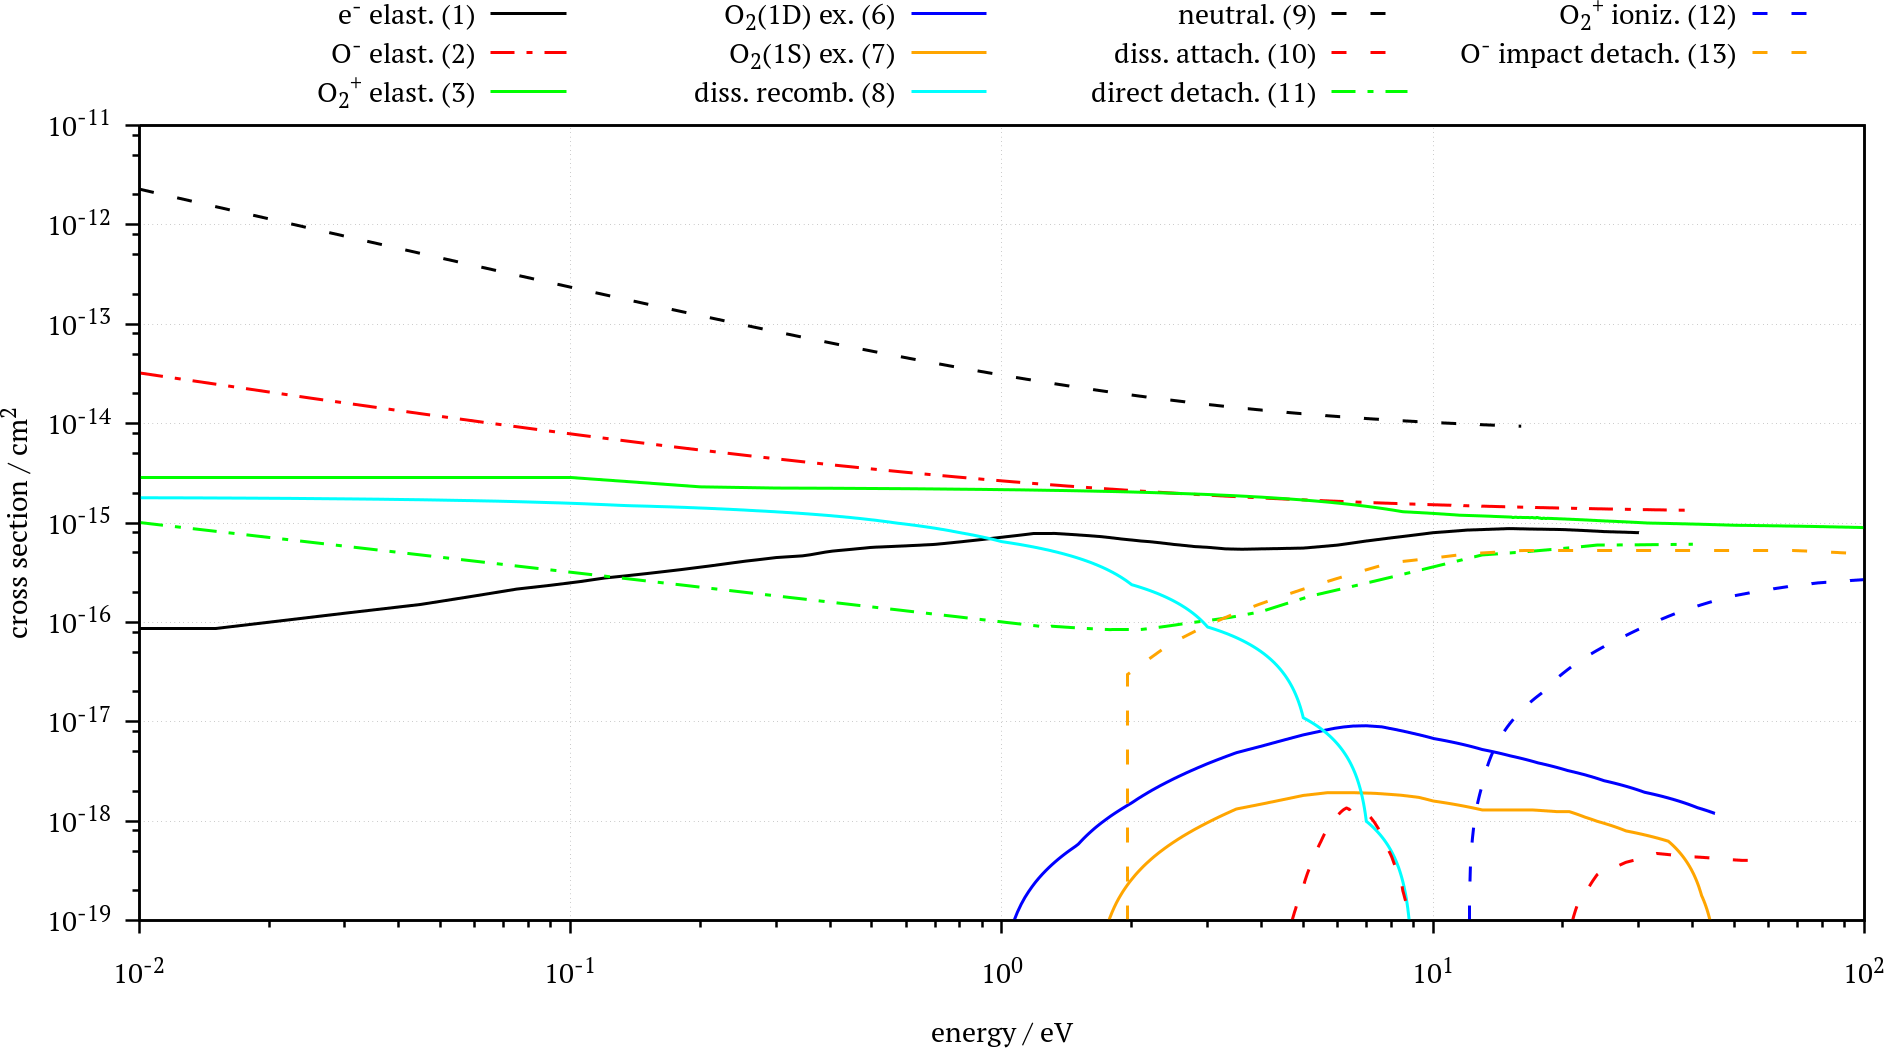 e⁻ elast. (1) O₂(1D) ex. (6) neutral. (9) O₂⁺ ioniz. (12)
O⁻ elast. (2) O₂(1S) ex. (7) diss. attach. (10) O⁻ impact detach. (13)
O₂⁺ elast. (3) diss. recomb. (8) direct detach. (11)
10⁻¹¹
10⁻¹²
10⁻¹³
10⁻¹⁴
10⁻¹⁵
10⁻¹⁶
10⁻¹⁷
10⁻¹⁸
10⁻¹⁹
cross section / cm²
10⁻² 10⁻¹ 10⁰ 10¹ 10²
energy / eV